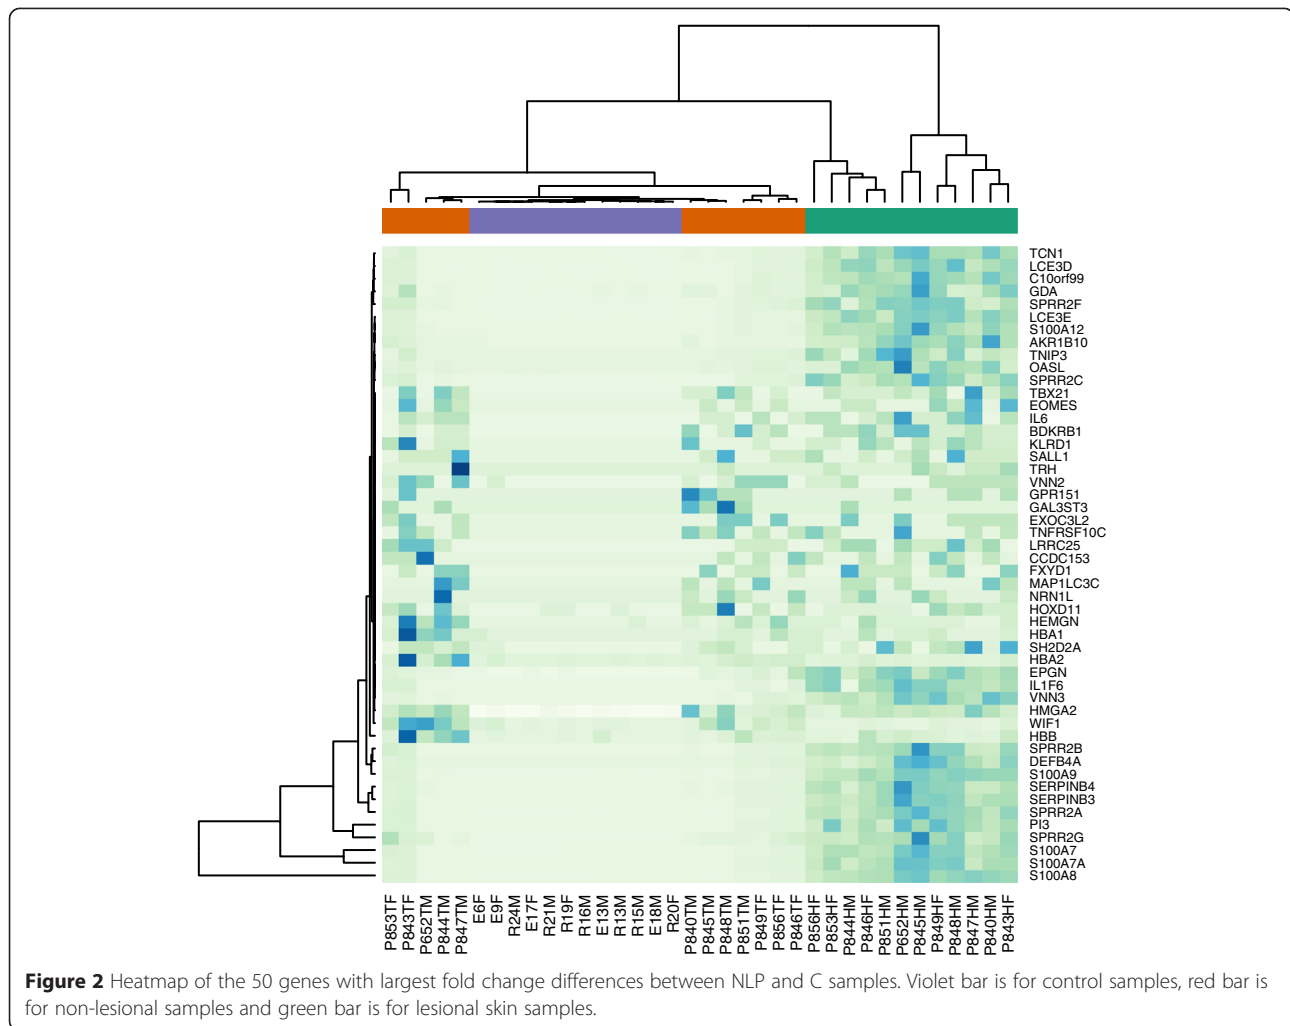 TCN1
LCE3D
C10orf99
GDA
SPRR2F
LCE3E
S100A12
AKR1B10
TNIP3
OASL
SPRR2C
TBX21
EOMES
IL6
BDKRB1
KLRD1
SALL1
TRH
VNN2
GPR151
GAL3ST3
EXOC3L2
TNFRSF10C
LRRC25
CCDC153
FXYD1
MAP1LC3C
NRN1L
HOXD11
HEMGN
HBA1
SH2D2A
HBA2
EPGN
IL1F6
VNN3
HMGA2
WIF1
HBB
SPRR2B
DEFB4A
S100A9
SERPINB4
SERPINB3
SPRR2A
PI3
SPRR2G
S100A7
S100A7A
S100A8
P853TF
P843TF
P652TM
P844TM
P847TM
E6F
E9F
R24M
E17F
R21M
R19F
R16M
E13M
R13M
R15M
E18M
R20F
P840TM
P845TM
P848TM
P851TM
P849TF
P856TF
P846TF
P856HF
P853HF
P844HM
P846HF
P851HM
P652HM
P845HM
P849HF
P848HM
P847HM
P840HM
P843HF
Figure 2 Heatmap of the 50 genes with largest fold change differences between NLP and C samples. Violet bar is for control samples, red bar is
for non-lesional samples and green bar is for lesional skin samples.